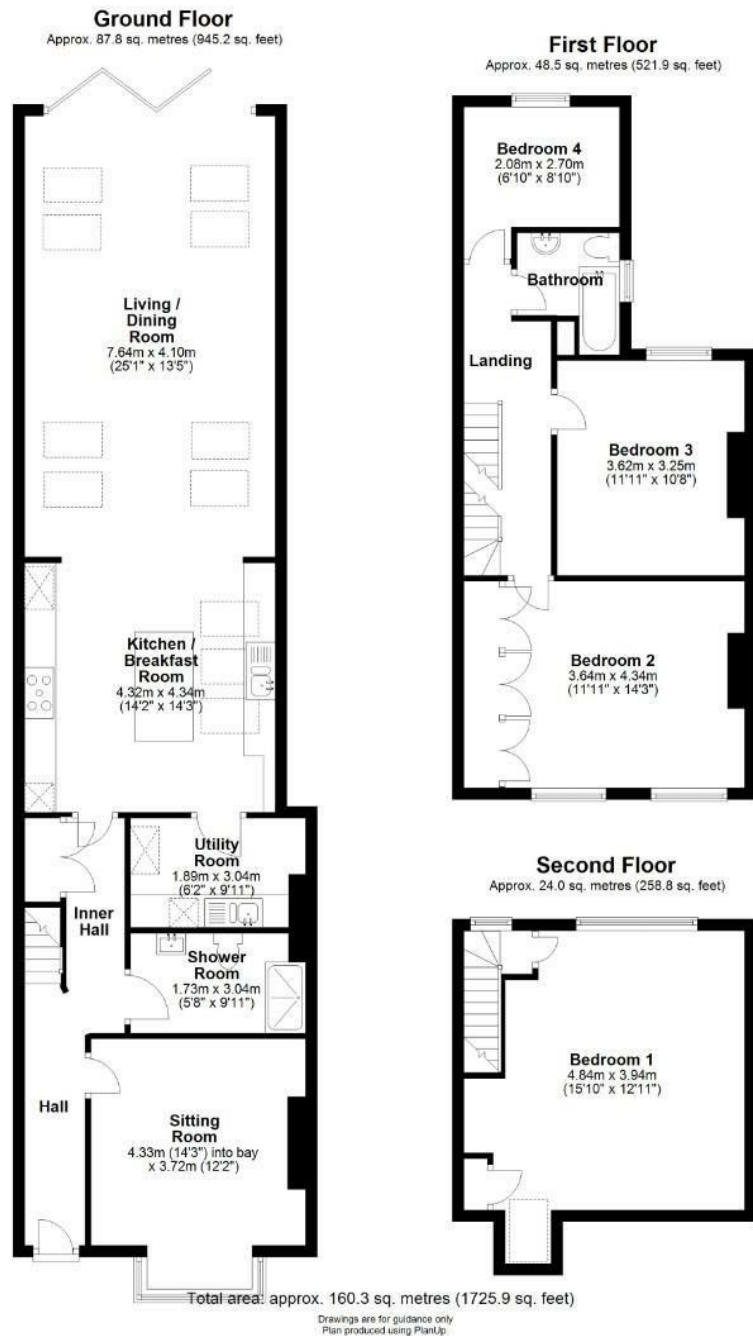 Ground Floor
Approx. 87.8 sq. metres (945.2 sq. feet)
Living /
Dining
Room
7.64m x 4.10m
(25'1" x 13'5")
Kitchen /
Breakfast
Room
4.32m x 4.34m
(14'2" x 14'3")
Utility
Room
1.89m x 3.04m
(6'2" x 9'11")
Inner
Hall
Shower
Room
1.73m x 3.04m
(5'8" x 9'11")
Hall
Sitting
Room
4.33m (14'3") into bay
x 3.72m (12'2")
First Floor
Approx. 48.5 sq. metres (521.9 sq. feet)
Bedroom 4
2.08m x 2.70m
(6'10" x 8'10")
Bathroom
Landing
Bedroom 3
3.62m x 3.25m
(11'11" x 10'8")
Bedroom 2
3.64m x 4.34m
(11'11" x 14'3")
Second Floor
Approx. 24.0 sq. metres (258.8 sq. feet)
Bedroom 1
4.84m x 3.94m
(15'10" x 12'11")
Total area: approx. 160.3 sq. metres (1725.9 sq. feet)
Drawings are for guidance only
Plan produced using PlanUp